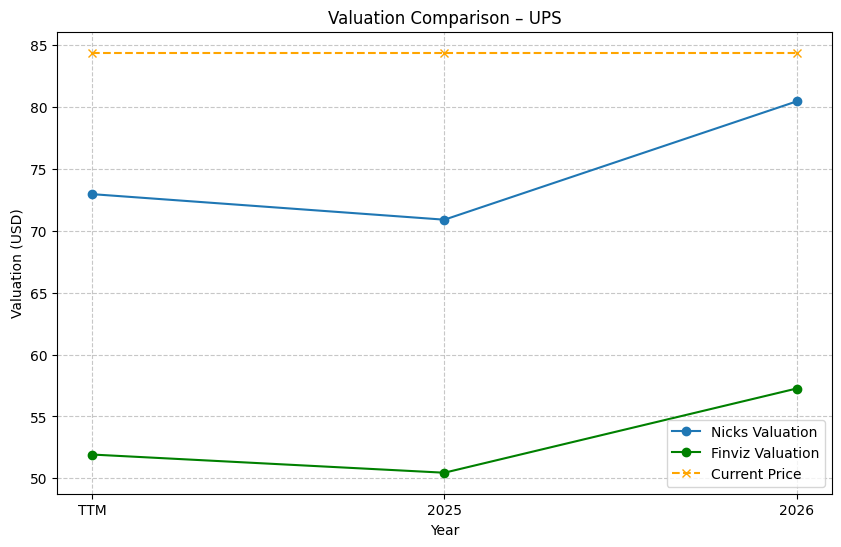 Valuation Comparison – UPS
Valuation (USD)
85
80
75
70
65
60
55
50
TTM
2025
2026
Year
Nicks Valuation
Finviz Valuation
Current Price